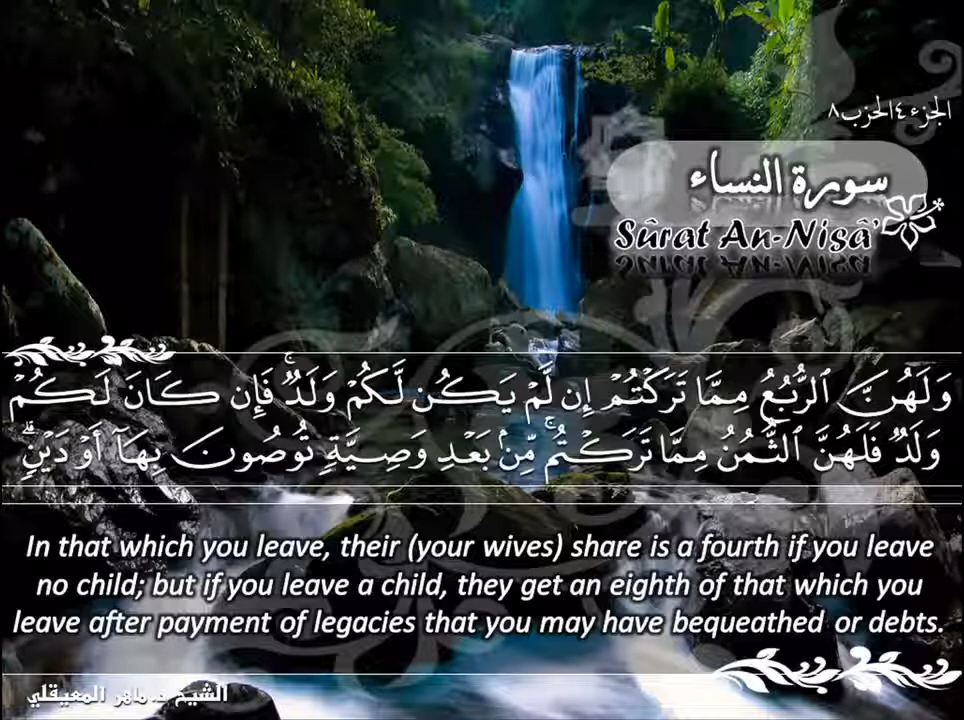 الجزء٤الحزب٨
سورة النساء
Sûrat An-Nisâ'
وَلَهُنَّ ٱلرُّبُعُ مِمَّا تَرَكْتُمْ إِن لَّمْ يَكُن لَّكُمْ وَلَدٌ ۚ فَإِن كَانَ لَكُمْ
وَلَدٌ فَلَهُنَّ ٱلثُّمُنُ مِمَّا تَرَكْتُم ۚ مِّنۢ بَعْدِ وَصِيَّةٍ تُوصُونَ بِهَآ أَوْ دَيْنٍ ۗ
In that which you leave, their (your wives) share is a fourth if you leave
no child; but if you leave a child, they get an eighth of that which you
leave after payment of legacies that you may have bequeathed or debts.
الشيخ د.ماهر المعيقلي